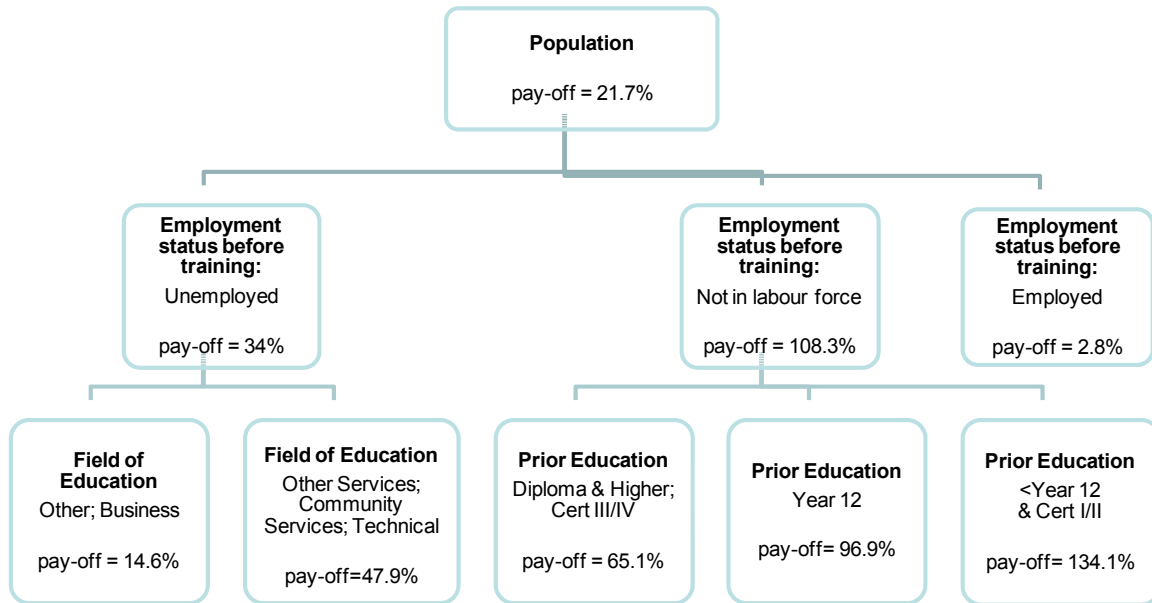 Population
pay-off = 21.7%
Employment
status before
training:
Unemployed
pay-off = 34%
Employment
status before
training:
Not in labour force
pay-off = 108.3%
Employment
status before
training:
Employed
pay-off = 2.8%
Field of
Education
Other; Business
pay-off = 14.6%
Field of Education
Other Services;
Community
Services; Technical
pay-off=47.9%
Prior Education
Diploma & Higher;
Cert III/IV
pay-off = 65.1%
Prior Education
Year 12
pay-off= 96.9%
Prior Education
<Year 12
& Cert I/II
pay-off= 134.1%